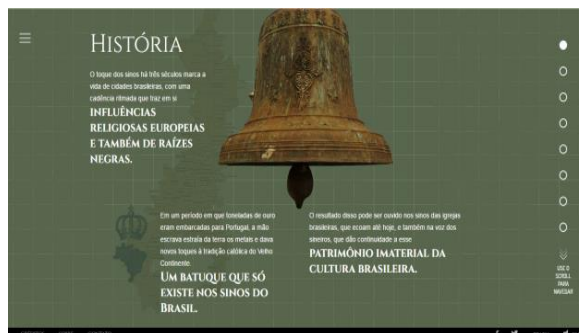 História
O toque dos sinos há três séculos marca a
vida de cidades brasileiras, com uma
cadência ritmada que traz em si
INFLUÊNCIAS
RELIGIOSAS EUROPEIAS
E TAMBÉM DE RAÍZES
NEGRAS.
Em um período em que toneladas de ouro
eram embarcadas para Portugal, a mão
escrava extraía da terra os metais e dava
novos toques à tradição católica do Velho
Continente.
UM BATUQUE QUE SÓ
EXISTE NOS SINOS DO
BRASIL.
O resultado disso pode ser ouvido nos sinos das igrejas
brasileiras, que ecoam até hoje, e também na voz dos
sineiros, que dão continuidade a esse
PATRIMÔNIO IMATERIAL DA
CULTURA BRASILEIRA.
USE O
SCROLL
PARA
NAVEGAR